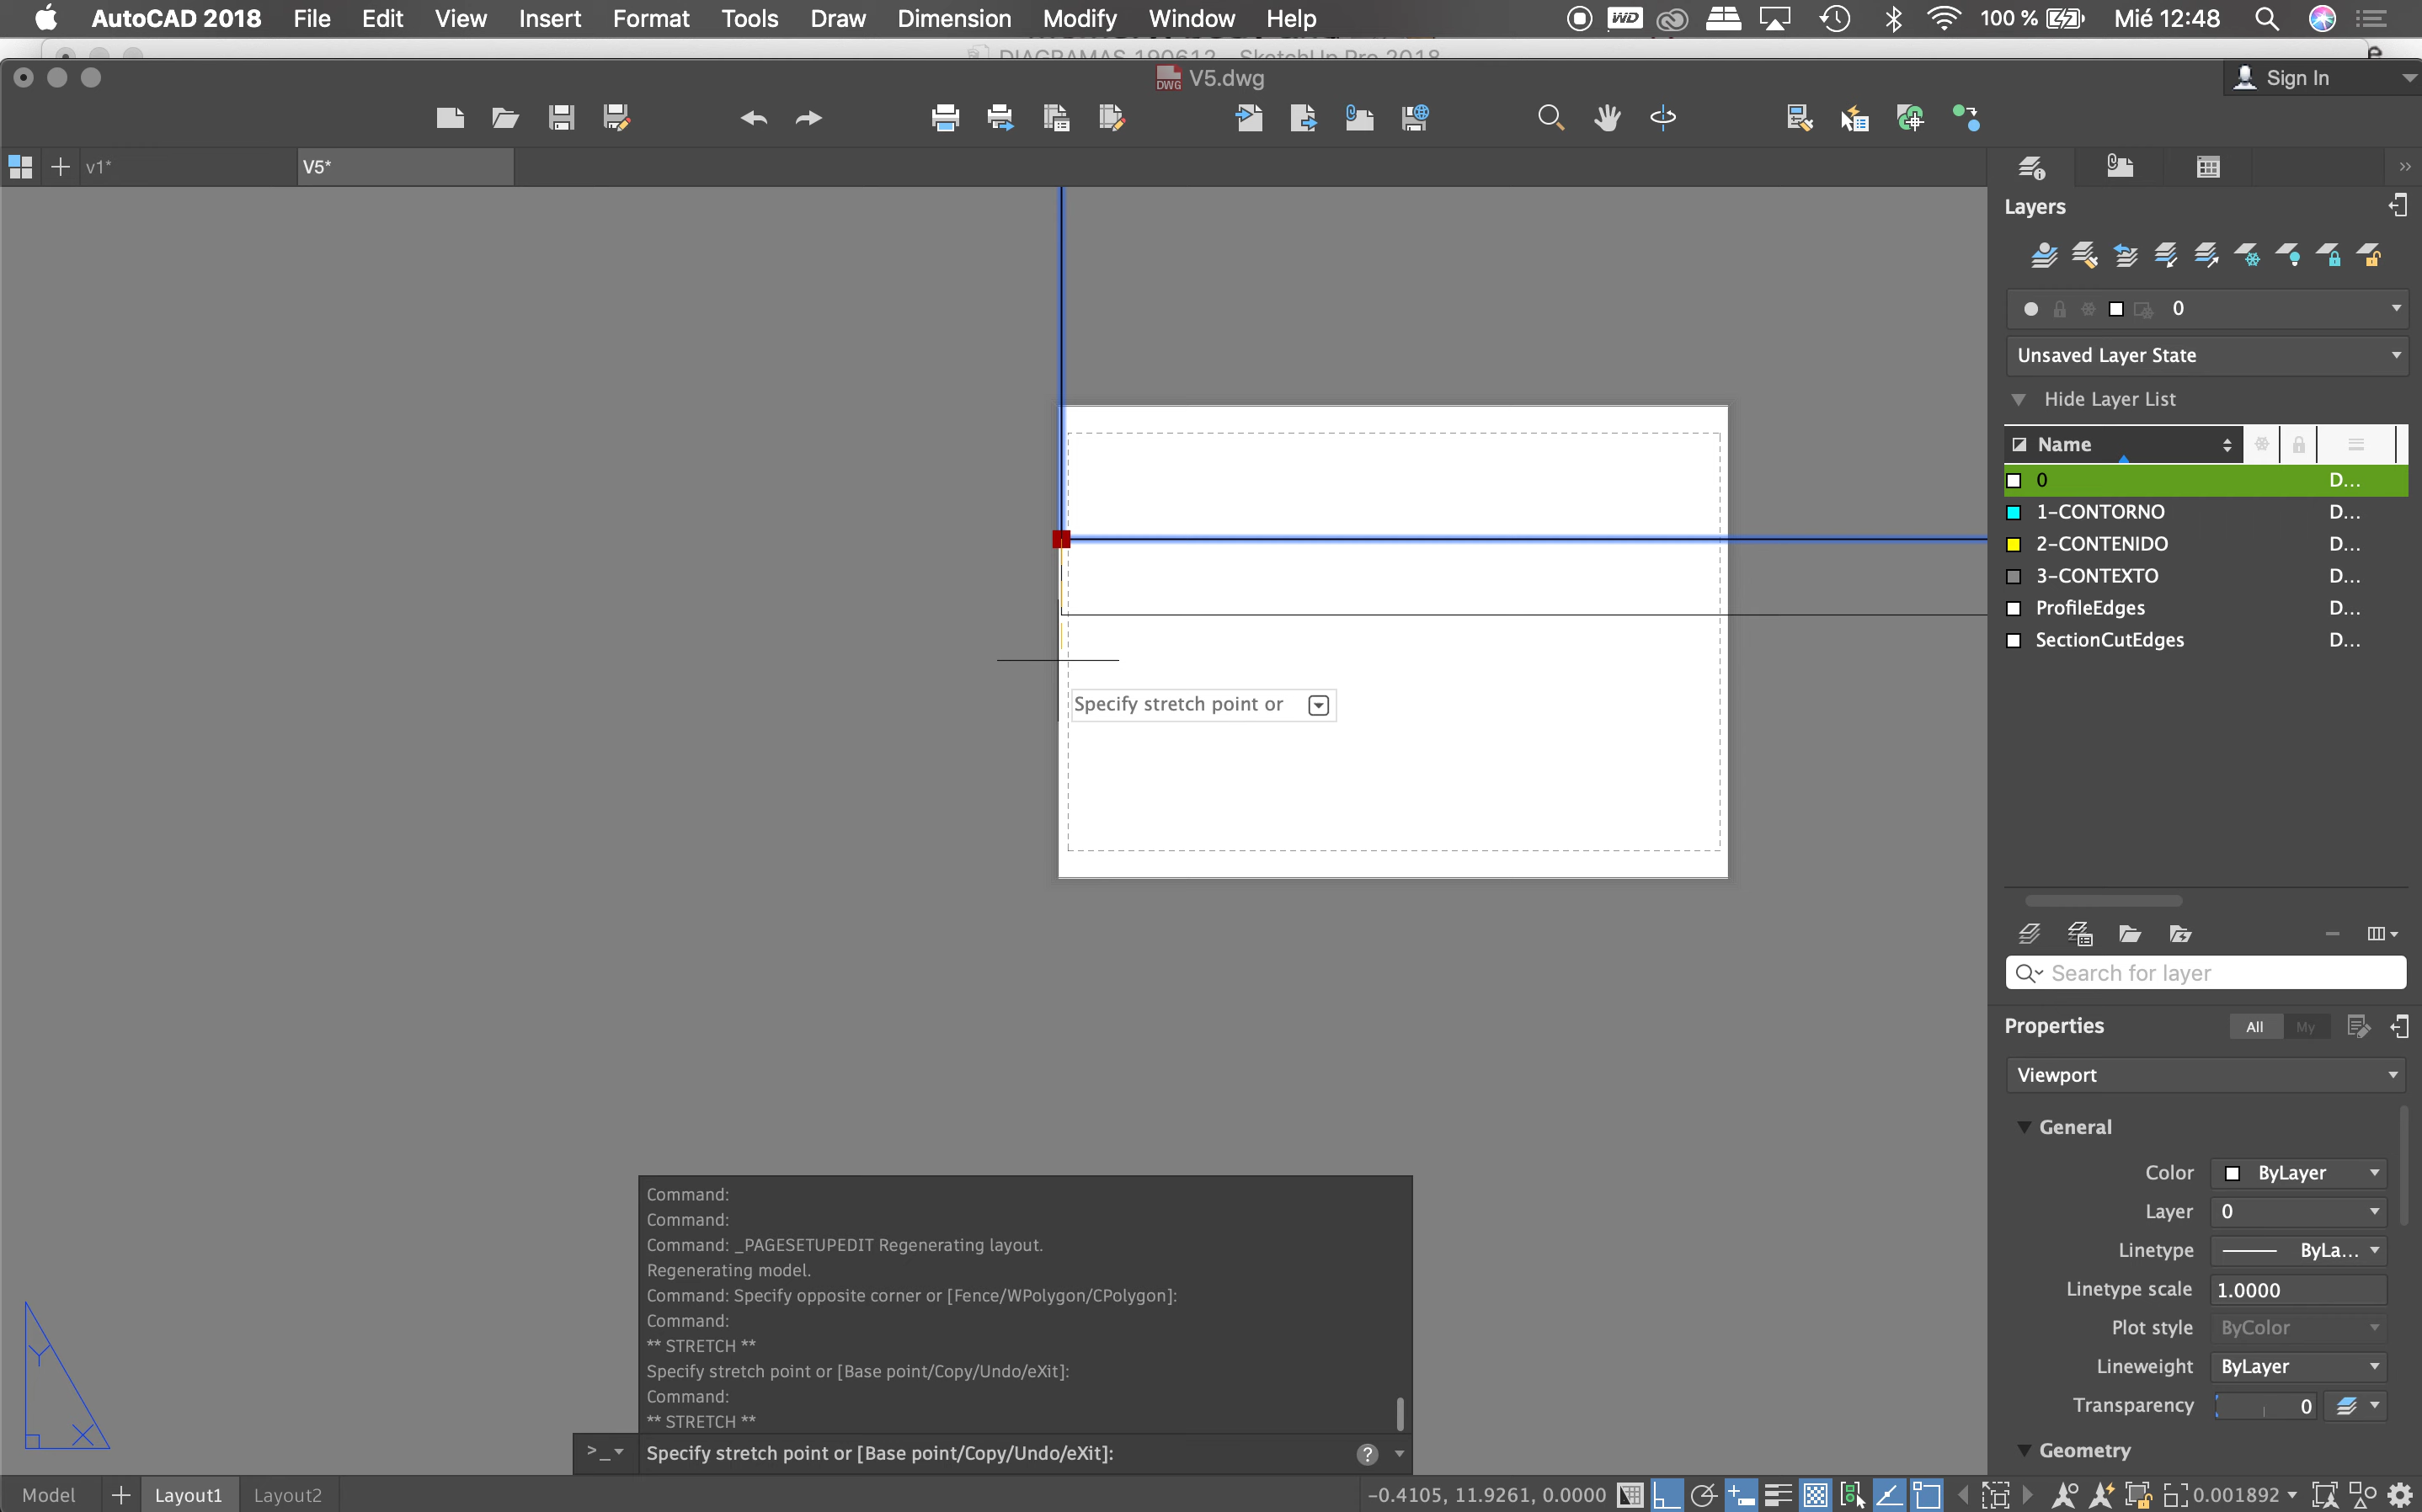 AutoCAD 2018 File Edit View Insert Format Tools Draw Dimension Modify Window Help 100 % Mié 12:48
DIAGRAMAS 190612 - SketchUp Pro 2018
DWG V5.dwg Sign In
v1* V5*
Layers
0
Unsaved Layer State
Hide Layer List
Name
0 D...
1-CONTORNO D...
2-CONTENIDO D...
3-CONTEXTO D...
ProfileEdges D...
SectionCutEdges D...
Specify stretch point or
Search for layer
Properties All My
Viewport
General
Color ByLayer
Layer 0
Linetype ByLa...
Linetype scale 1.0000
Plot style ByColor
Lineweight ByLayer
Transparency 0
Geometry
Command:
Command:
Command: _PAGESETUPEDIT Regenerating layout.
Regenerating model.
Command: Specify opposite corner or [Fence/WPolygon/CPolygon]:
Command:
** STRETCH **
Specify stretch point or [Base point/Copy/Undo/eXit]:
Command:
** STRETCH **
>_ Specify stretch point or [Base point/Copy/Undo/eXit]: ?
Y
X
Model Layout1 Layout2 -0.4105, 11.9261, 0.0000 0.001892